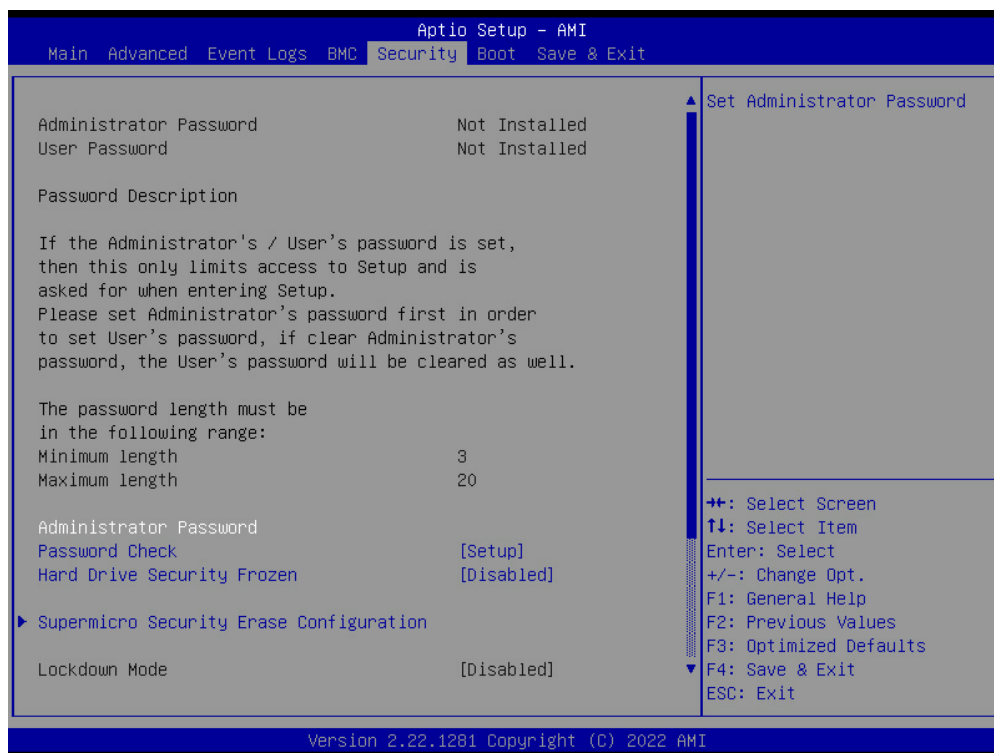 Aptio Setup – AMI
Main Advanced Event Logs BMC Security Boot Save & Exit
Administrator Password Not Installed
User Password Not Installed
Password Description
If the Administrator's / User's password is set,
then this only limits access to Setup and is
asked for when entering Setup.
Please set Administrator's password first in order
to set User's password, if clear Administrator's
password, the User's password will be cleared as well.
The password length must be
in the following range:
Minimum length 3
Maximum length 20
Administrator Password
Password Check [Setup]
Hard Drive Security Frozen [Disabled]
Supermicro Security Erase Configuration
Lockdown Mode [Disabled]
Set Administrator Password
→←: Select Screen
↑↓: Select Item
Enter: Select
+/-: Change Opt.
F1: General Help
F2: Previous Values
F3: Optimized Defaults
F4: Save & Exit
ESC: Exit
Version 2.22.1281 Copyright (C) 2022 AMI